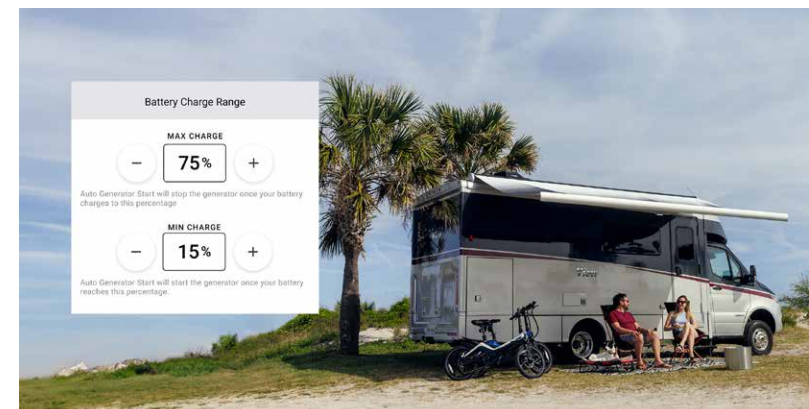 Battery Charge Range
MAX CHARGE
− 75% +
Auto Generator Start will stop the generator once your battery
charges to this percentage
MIN CHARGE
− 15% +
Auto Generator Start will start the generator once your battery
reaches this percentage.
View